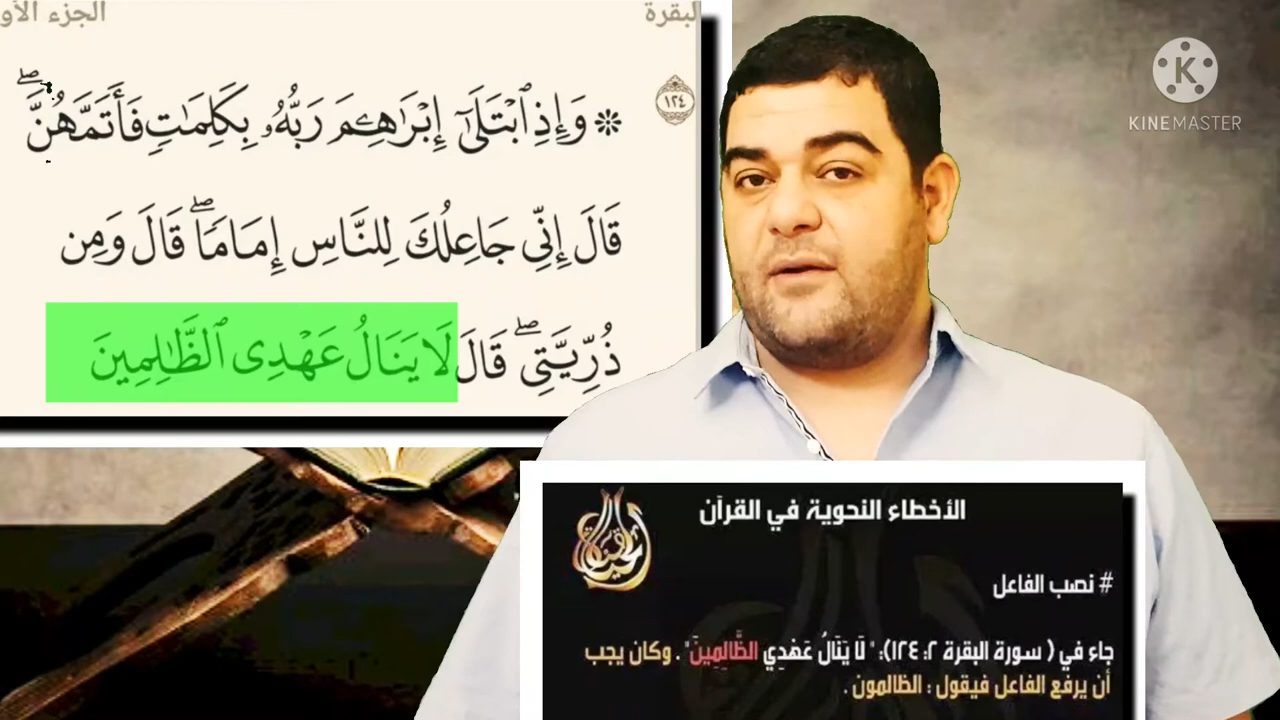 البقرة
الجزء الأو
١٢٤
۞ وَإِذِ ٱبْتَلَىٰٓ إِبْرَٰهِـۧمَ رَبُّهُۥ بِكَلِمَـٰتٍ فَأَتَمَّهُنَّ ۖ
قَالَ إِنِّى جَاعِلُكَ لِلنَّاسِ إِمَامًا ۖ قَالَ وَمِن
ذُرِّيَّتِى ۖ قَالَ لَا يَنَالُ عَهْدِى ٱلظَّـٰلِمِينَ
K
KINEMASTER
الأخطاء النحوية في القرآن
# نصب الفاعل
جاء في ( سورة البقرة ٢: ١٢٤): " لَا يَنَالُ عَهْدِي الظَّالِمِينَ" . وكان يجب
أن يرفع الفاعل فيقول : الظالمون .